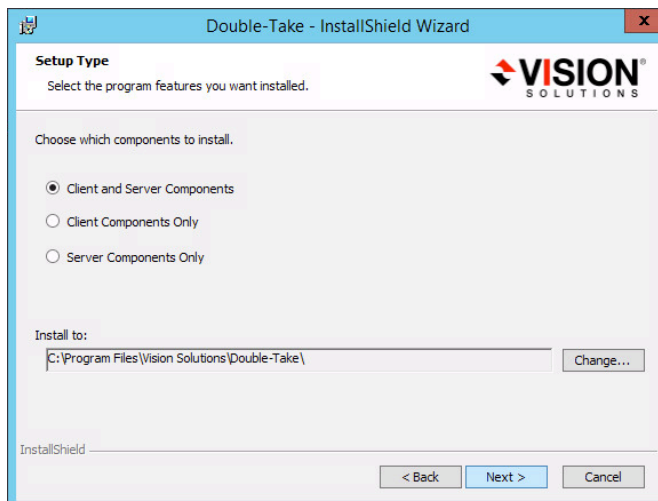 Double-Take - InstallShield Wizard
x
Setup Type
Select the program features you want installed.
VISION®
SOLUTIONS
Choose which components to install.
Client and Server Components
Client Components Only
Server Components Only
Install to:
C:\Program Files\Vision Solutions\Double-Take\
Change...
InstallShield
< Back Next > Cancel